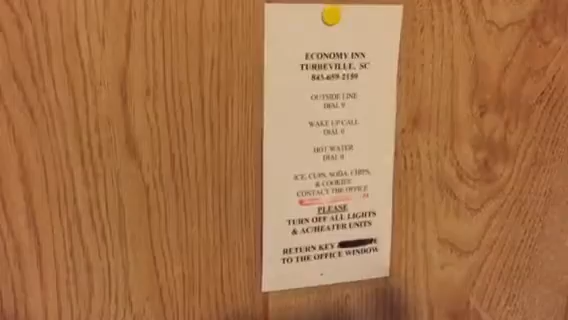 ECONOMY INN
TURBEVILLE, SC
843-659-2159
OUTSIDE LINE
DIAL 9
WAKE UP CALL
DIAL 0
HOT WATER
DIAL 0
ICE, CUPS, SODA, CHIPS,
& COOKIES
CONTACT THE OFFICE
PLEASE
TURN OFF ALL LIGHTS
& AC/HEATER UNITS
RETURN KEY
TO THE OFFICE WINDOW